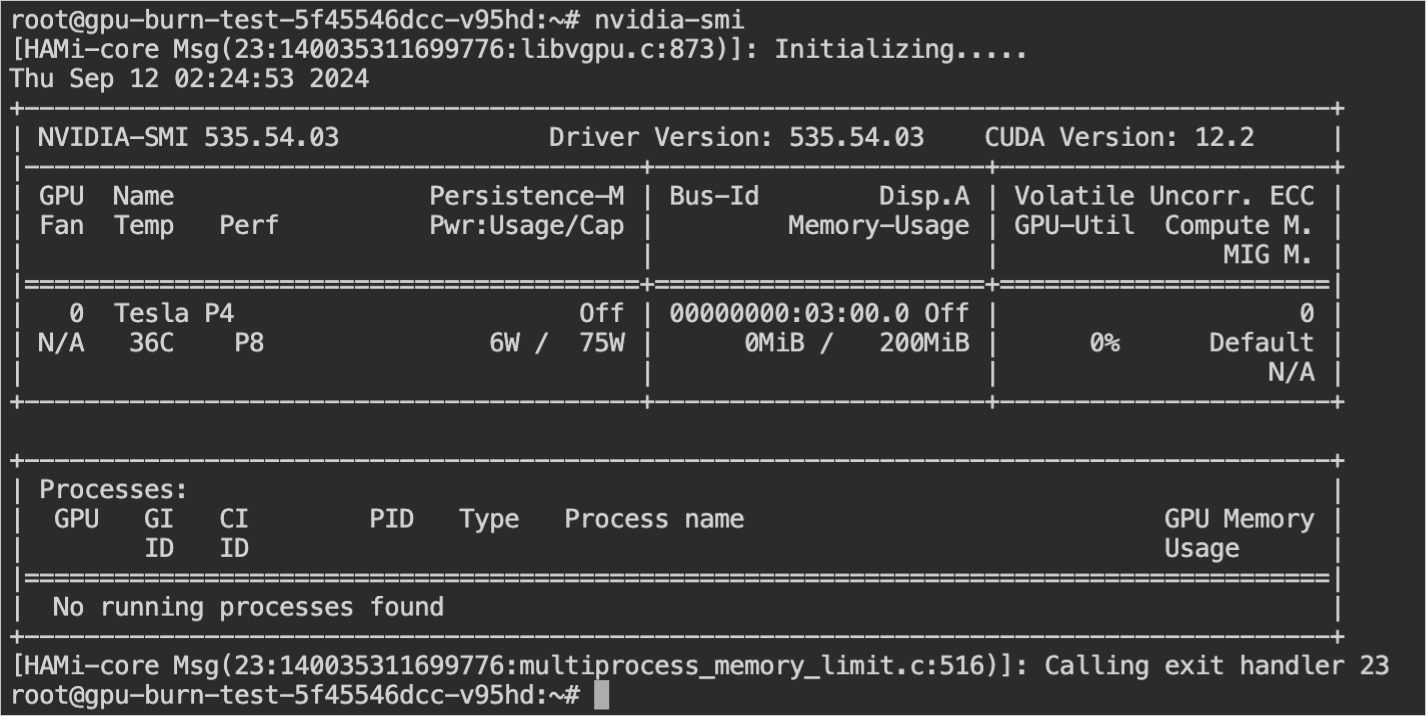 root@gpu-burn-test-5f45546dcc-v95hd:~# nvidia-smi
[HAMi-core Msg(23:140035311699776:libvgpu.c:873)]: Initializing.....
Thu Sep 12 02:24:53 2024
+---------------------------------------------------------------------------------------+
| NVIDIA-SMI 535.54.03              Driver Version: 535.54.03    CUDA Version: 12.2     |
|-----------------------------------------+----------------------+----------------------+
| GPU  Name                 Persistence-M | Bus-Id        Disp.A | Volatile Uncorr. ECC |
| Fan  Temp   Perf          Pwr:Usage/Cap |         Memory-Usage | GPU-Util  Compute M. |
|                                         |                      |               MIG M. |
|=========================================+======================+======================|
|   0  Tesla P4                       Off | 00000000:03:00.0 Off |                    0 |
| N/A   36C    P8               6W /  75W |      0MiB /   200MiB |      0%      Default |
|                                         |                      |                  N/A |
+-----------------------------------------+----------------------+----------------------+
+---------------------------------------------------------------------------------------+
| Processes:                                                                            |
|  GPU   GI   CI        PID   Type   Process name                            GPU Memory |
|        ID   ID                                                             Usage      |
|=======================================================================================|
|  No running processes found                                                           |
+---------------------------------------------------------------------------------------+
[HAMi-core Msg(23:140035311699776:multiprocess_memory_limit.c:516)]: Calling exit handler 23
root@gpu-burn-test-5f45546dcc-v95hd:~#